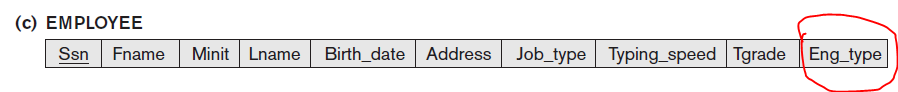 (c) EMPLOYEE
Ssn Fname Minit Lname Birth_date Address Job_type Typing_speed Tgrade Eng_type